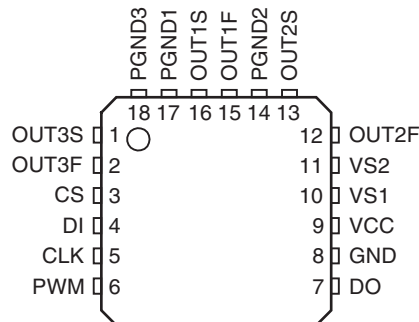 PGND3 PGND1 OUT1S OUT1F PGND2 OUT2S
18 17 16 15 14 13
OUT3S 1 12 OUT2F
OUT3F 2 11 VS2
CS 3 10 VS1
DI 4 9 VCC
CLK 5 8 GND
PWM 6 7 DO